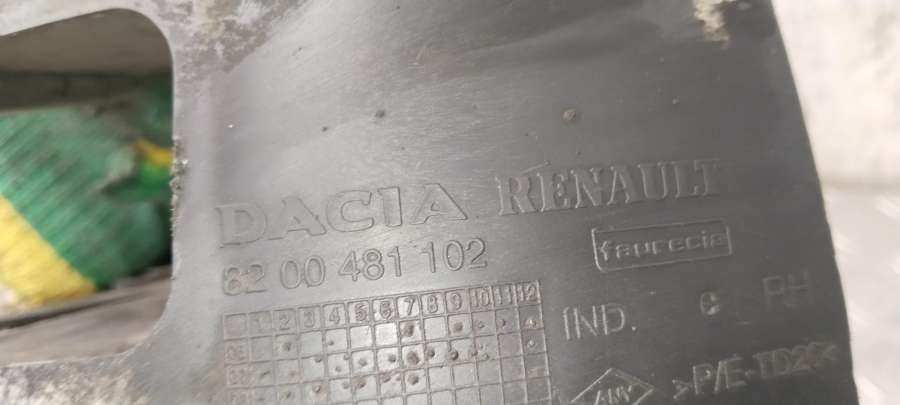 DACIA RENAULT
faurecia
82 00 481 102
1 2 3 4 5 6 7 8 9 10 11 12
IND. c RH
>P/E-TD20<